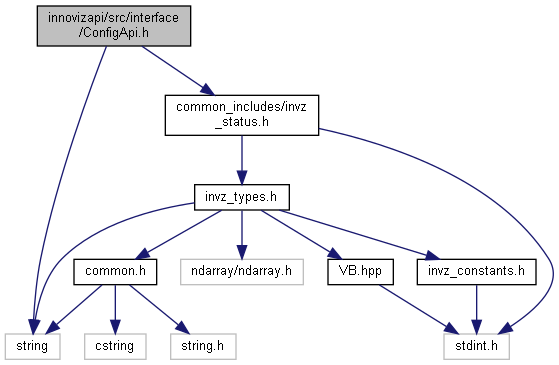 innovizapi/src/interface
/ConfigApi.h
common_includes/invz
_status.h
invz_types.h
common.h
ndarray/ndarray.h
VB.hpp
invz_constants.h
string
cstring
string.h
stdint.h